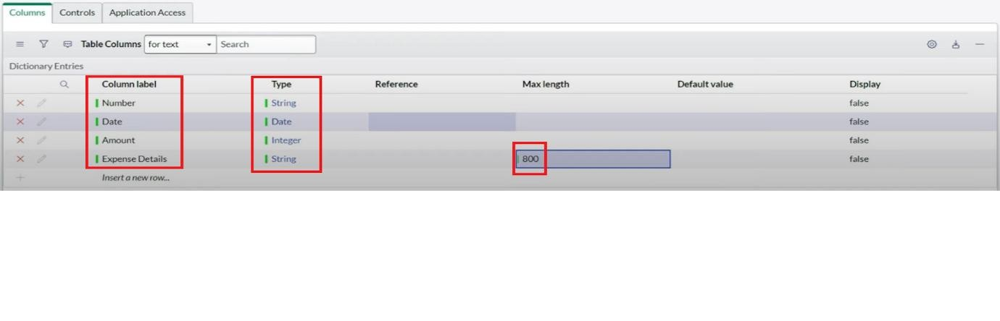 Columns Controls Application Access
Table Columns for text Search
Dictionary Entries
Column label Type Reference Max length Default value Display
Number String false
Date Date false
Amount Integer false
Expense Details String 800 false
Insert a new row...